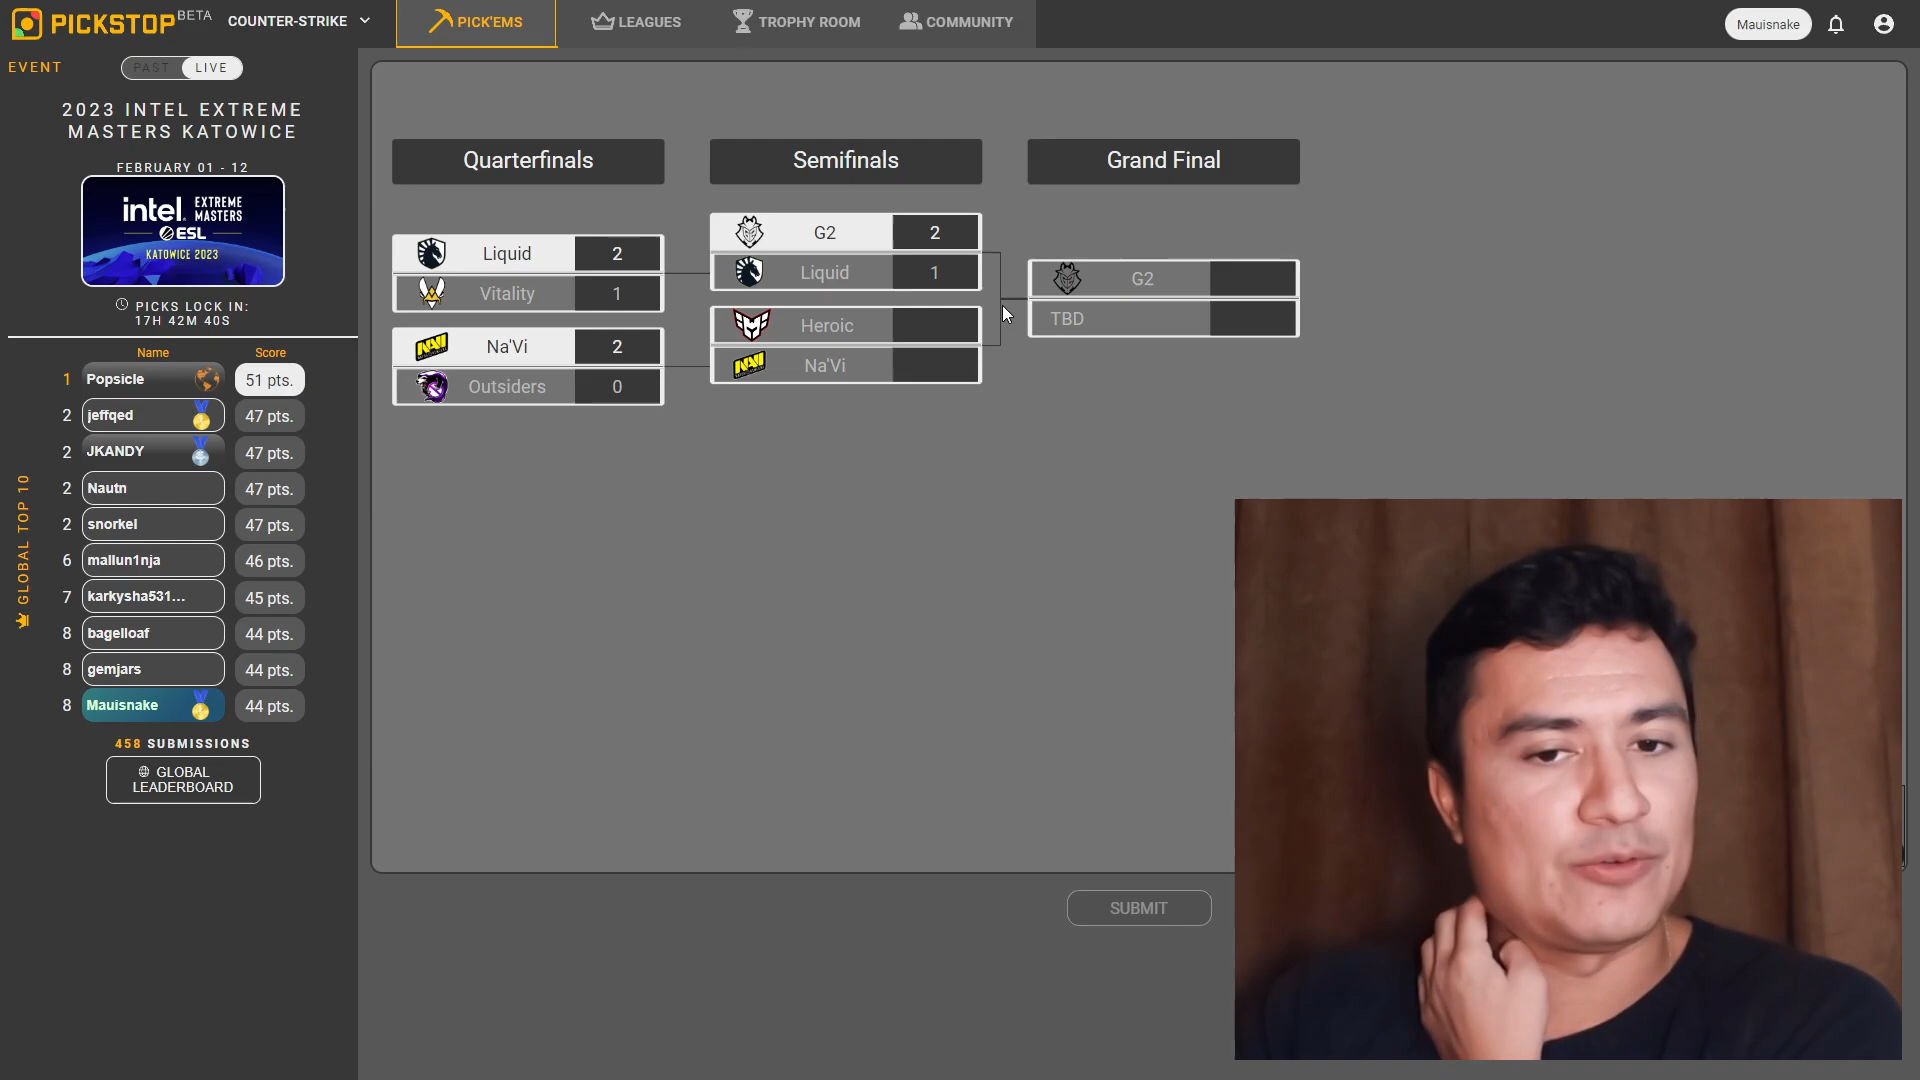 PICKSTOP BETA
COUNTER-STRIKE
PICK'EMS
LEAGUES
TROPHY ROOM
COMMUNITY
Mauisnake
EVENT
PAST
LIVE
2023 INTEL EXTREME
MASTERS KATOWICE
FEBRUARY 01 - 12
intel. EXTREME
MASTERS
ESL
KATOWICE 2023
PICKS LOCK IN:
17H 42M 40S
Name Score
1 Popsicle 51 pts.
2 jeffqed 47 pts.
2 JKANDY 47 pts.
2 Nautn 47 pts.
2 snorkel 47 pts.
6 mallun1nja 46 pts.
7 karkysha531... 45 pts.
8 bagelloaf 44 pts.
8 gemjars 44 pts.
8 Mauisnake 44 pts.
GLOBAL TOP 10
458 SUBMISSIONS
GLOBAL
LEADERBOARD
Quarterfinals
Liquid 2
Vitality 1
NAVI Na'Vi 2
Outsiders 0
Semifinals
G2 2
Liquid 1
Heroic
NAVI Na'Vi
Grand Final
G2
TBD
SUBMIT